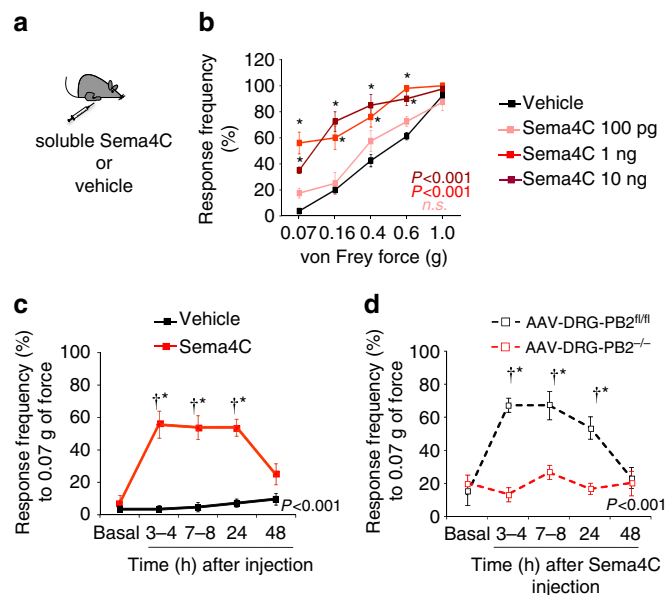 a
soluble Sema4C
or
vehicle
b
Response frequency
(%)
120
100
80
60
40
20
0
* * * * * * * *
P<0.001
P<0.001
n.s.
0.07 0.16 0.4 0.6 1.0
von Frey force (g)
Vehicle
Sema4C 100 pg
Sema4C 1 ng
Sema4C 10 ng
c
Vehicle
Sema4C
Response frequency (%)
to 0.07 g of force
100
80
60
40
20
0
†* †* †*
P<0.001
Basal 3–4 7–8 24 48
Time (h) after injection
d
AAV-DRG-PB2fl/fl
AAV-DRG-PB2–/–
Response frequency (%)
to 0.07 g of force
100
80
60
40
20
0
†* †* †*
P<0.001
Basal 3–4 7–8 24 48
Time (h) after Sema4C
injection